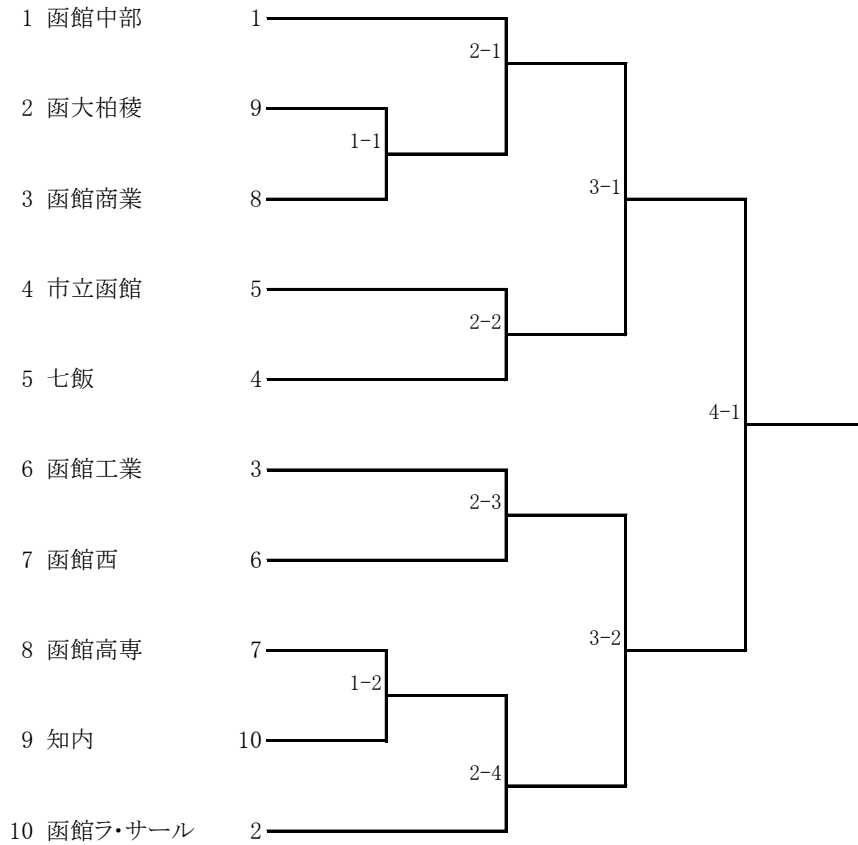 1 函館中部 1
2-1
2 函大柏稜 9
1-1
3 函館商業 8
3-1
4 市立函館 5
2-2
5 七飯 4
4-1
6 函館工業 3
2-3
7 函館西 6
3-2
8 函館高専 7
1-2
9 知内 10
2-4
10 函館ラ・サール 2